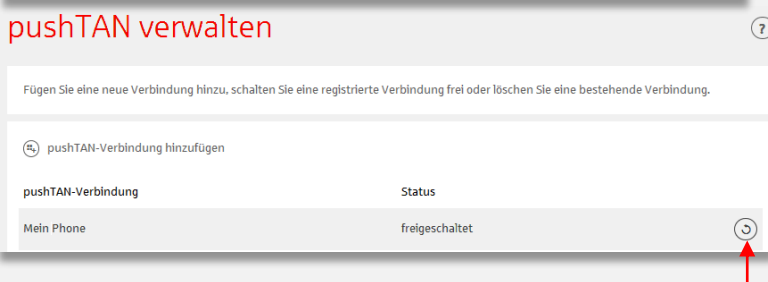 pushTAN verwalten
?
Fügen Sie eine neue Verbindung hinzu, schalten Sie eine registrierte Verbindung frei oder löschen Sie eine bestehende Verbindung.
pushTAN-Verbindung hinzufügen
pushTAN-Verbindung Status
Mein Phone freigeschaltet